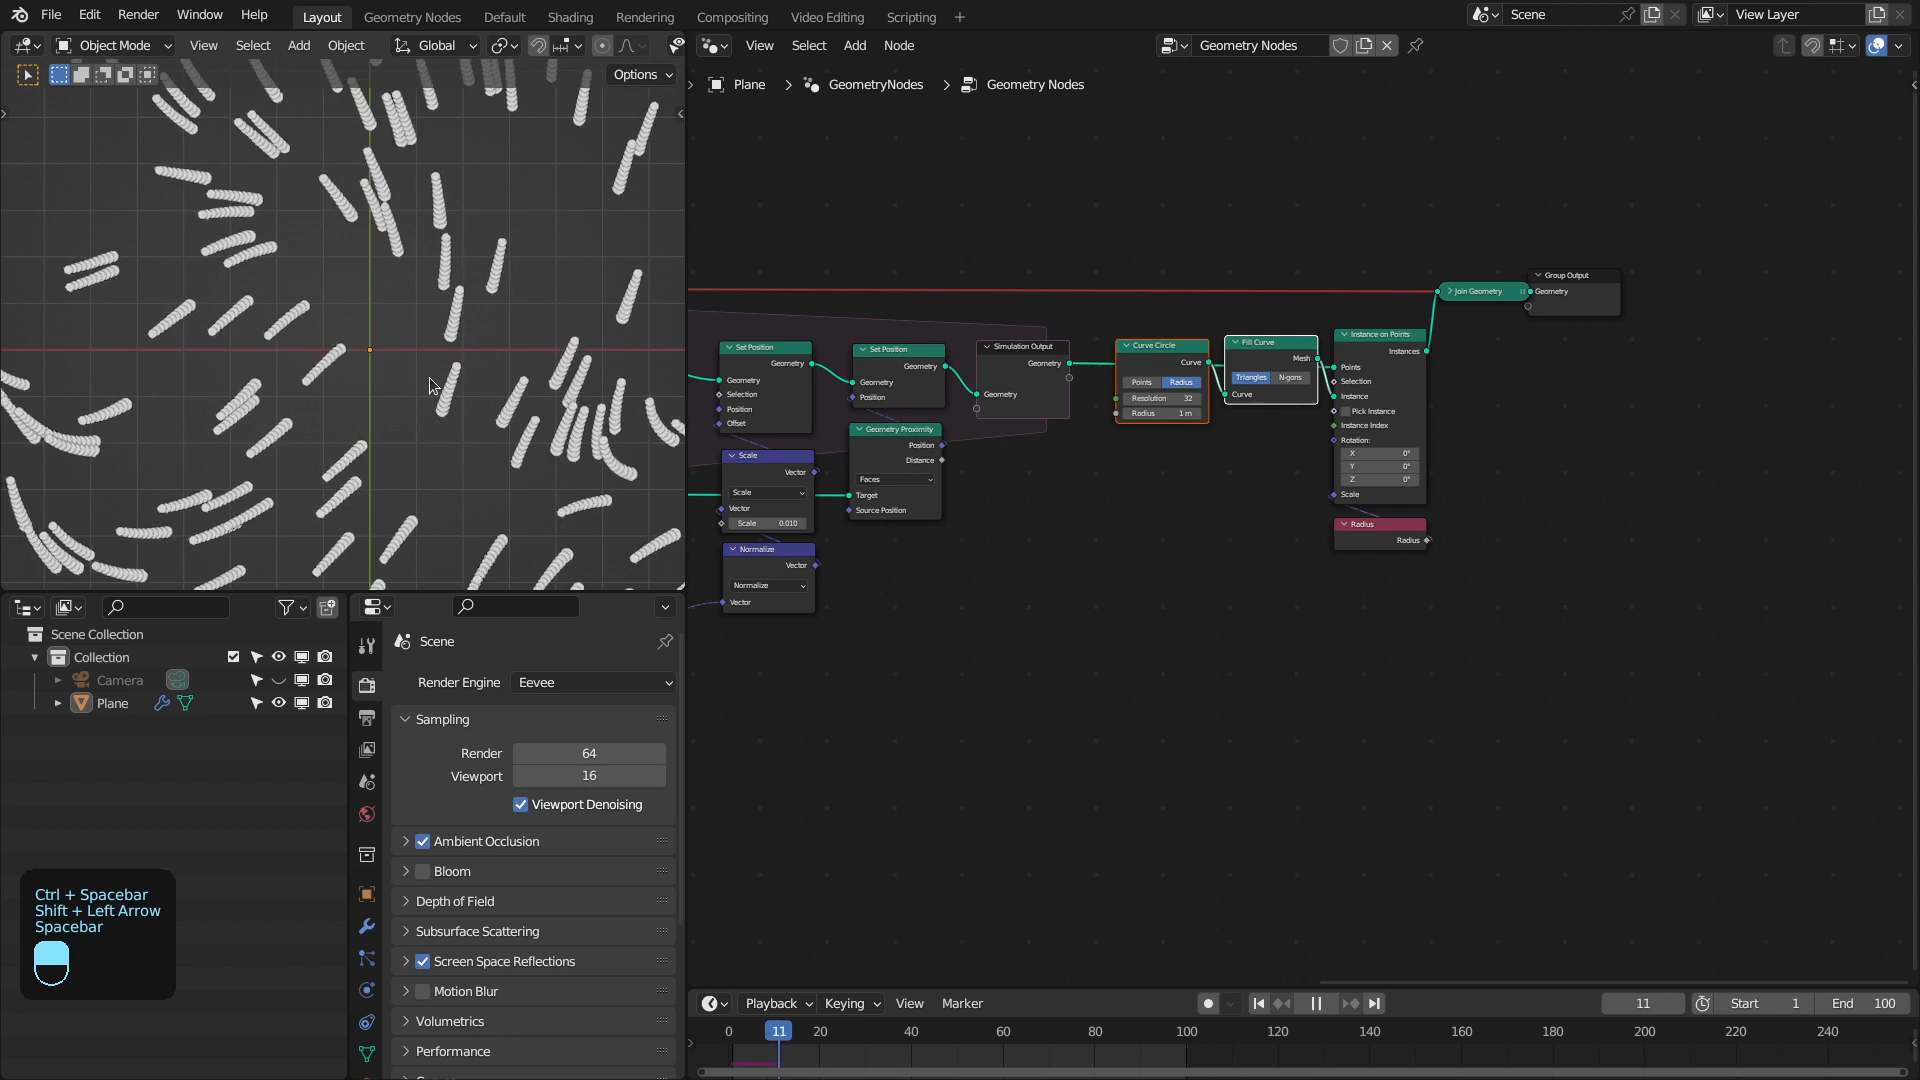 File Edit Render Window Help
Layout Geometry Nodes Default Shading Rendering Compositing Video Editing Scripting +
Scene
View Layer
Object Mode View Select Add Object Global
Options
View Select Add Node
Geometry Nodes
Plane > GeometryNodes > Geometry Nodes
Group Output
Geometry
Join Geometry
Set Position
Geometry
Geometry
Selection
Position
Offset
Set Position
Geometry
Geometry
Position
Simulation Output
Geometry
Geometry
Curve Circle
Curve
Points Radius
Resolution 32
Radius 1 m
Fill Curve
Mesh
Triangles N-gons
Curve
Instance on Points
Instances
Points
Selection
Instance
Pick Instance
Instance Index
Rotation:
X 0°
Y 0°
Z 0°
Scale
Radius
Radius
Scale
Vector
Scale
Vector
Scale 0.010
Geometry Proximity
Position
Distance
Faces
Target
Source Position
Normalize
Vector
Normalize
Vector
Scene Collection
Collection
Camera
Plane
Scene
Render Engine Eevee
Sampling
Render 64
Viewport 16
Viewport Denoising
Ambient Occlusion
Bloom
Depth of Field
Subsurface Scattering
Screen Space Reflections
Motion Blur
Volumetrics
Performance
Ctrl + Spacebar
Shift + Left Arrow
Spacebar
Playback Keying View Marker
11 Start 1 End 100
0 11 20 40 60 80 100 120 140 160 180 200 220 240